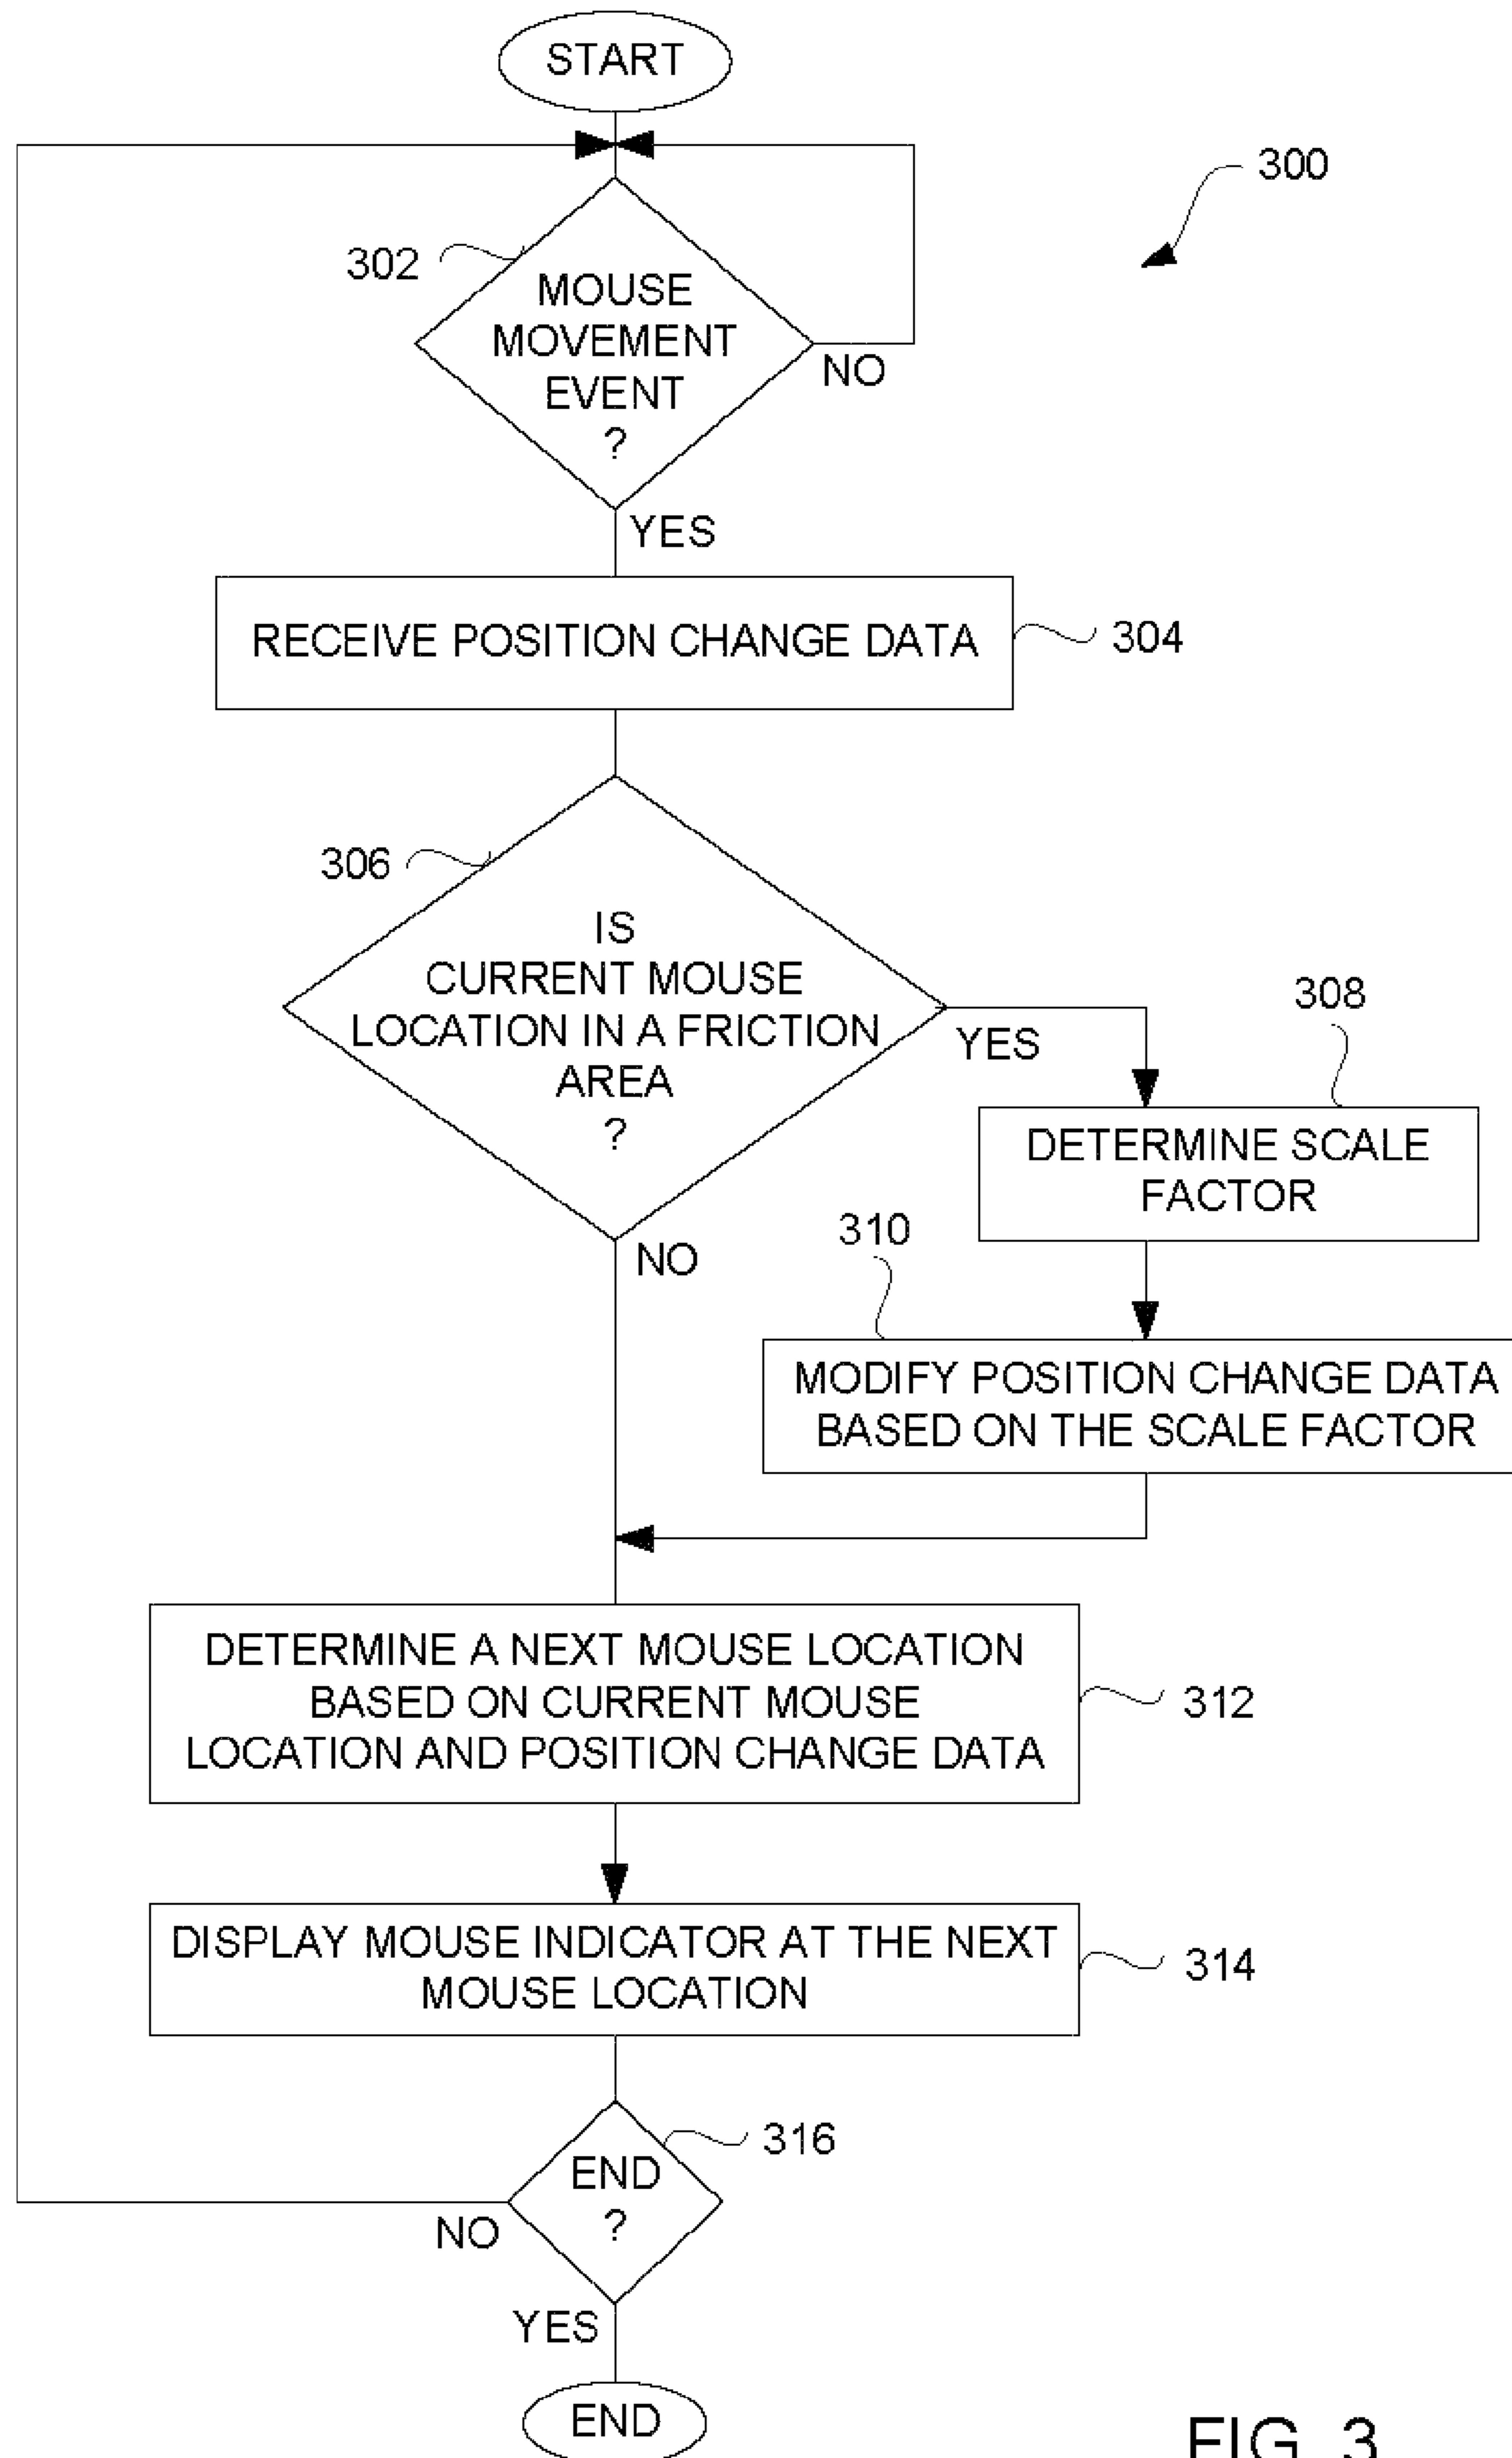 START
300
302
MOUSE
MOVEMENT
EVENT
?
NO
YES
RECEIVE POSITION CHANGE DATA
304
306
IS
CURRENT MOUSE
LOCATION IN A FRICTION
AREA
?
YES
308
DETERMINE SCALE
FACTOR
310
NO
MODIFY POSITION CHANGE DATA
BASED ON THE SCALE FACTOR
DETERMINE A NEXT MOUSE LOCATION
BASED ON CURRENT MOUSE
LOCATION AND POSITION CHANGE DATA
312
DISPLAY MOUSE INDICATOR AT THE NEXT
MOUSE LOCATION
314
316
END
?
NO
YES
END
FIG. 3